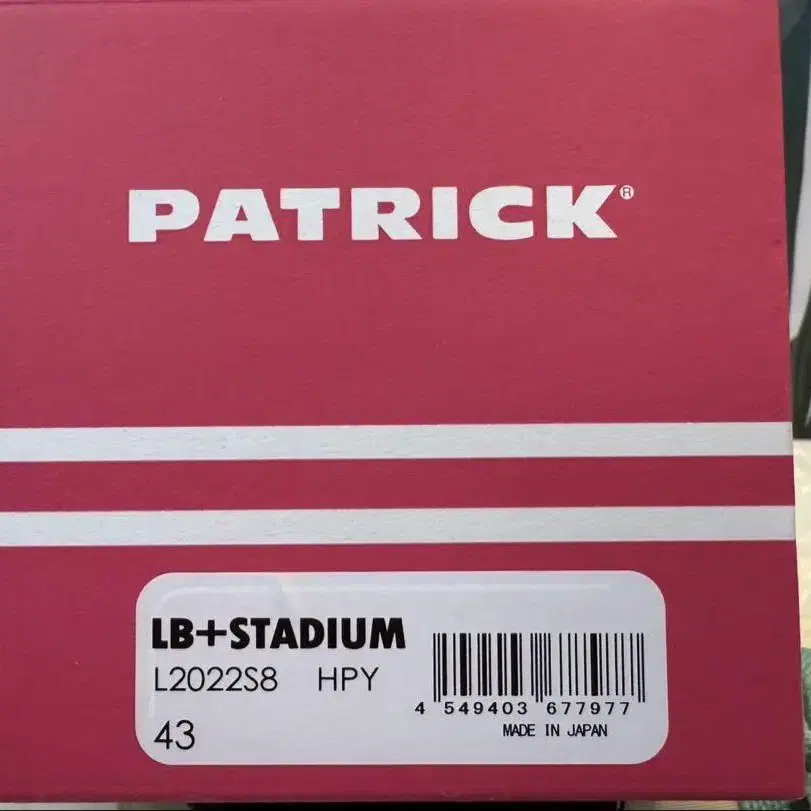 PATRICK®
LB+STADIUM
L2022S8 HPY
43
4 549403 677977
MADE IN JAPAN